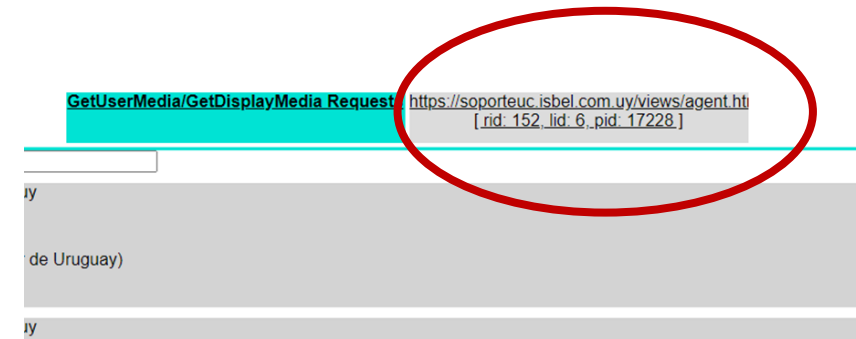 GetUserMedia/GetDisplayMedia Request
https://soporteuc.isbel.com.uy/views/agent.ht
[ rid: 152, lid: 6, pid: 17228 ]
uy
de Uruguay)
uy